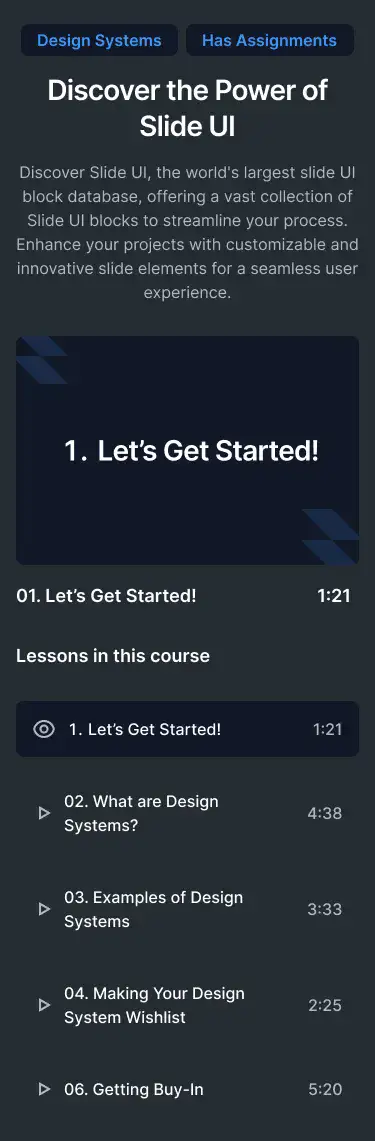 Design Systems
Has Assignments
Discover the Power of
Slide UI
Discover Slide UI, the world's largest slide UI
block database, offering a vast collection of
Slide UI blocks to streamline your process.
Enhance your projects with customizable and
innovative slide elements for a seamless user
experience.
1. Let’s Get Started!
01. Let’s Get Started! 1:21
Lessons in this course
1. Let’s Get Started! 1:21
02. What are Design
Systems?
4:38
03. Examples of Design
Systems
3:33
04. Making Your Design
System Wishlist
2:25
06. Getting Buy-In 5:20